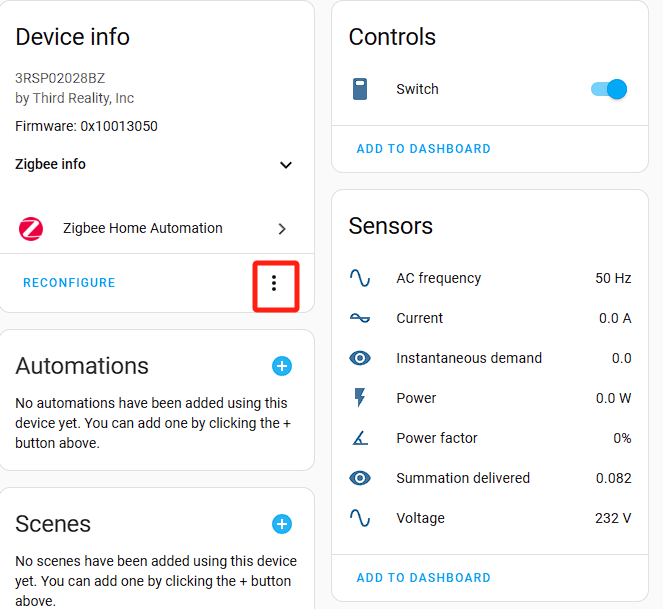 Device info
3RSP02028BZ
by Third Reality, Inc
Firmware: 0x10013050
Zigbee info
Zigbee Home Automation
RECONFIGURE
Automations
No automations have been added using this
device yet. You can add one by clicking the +
button above.
Scenes
No scenes have been added using this device
yet. You can add one by clicking the + button
above.
Controls
Switch
ADD TO DASHBOARD
Sensors
AC frequency 50 Hz
Current 0.0 A
Instantaneous demand 0.0
Power 0.0 W
Power factor 0%
Summation delivered 0.082
Voltage 232 V
ADD TO DASHBOARD